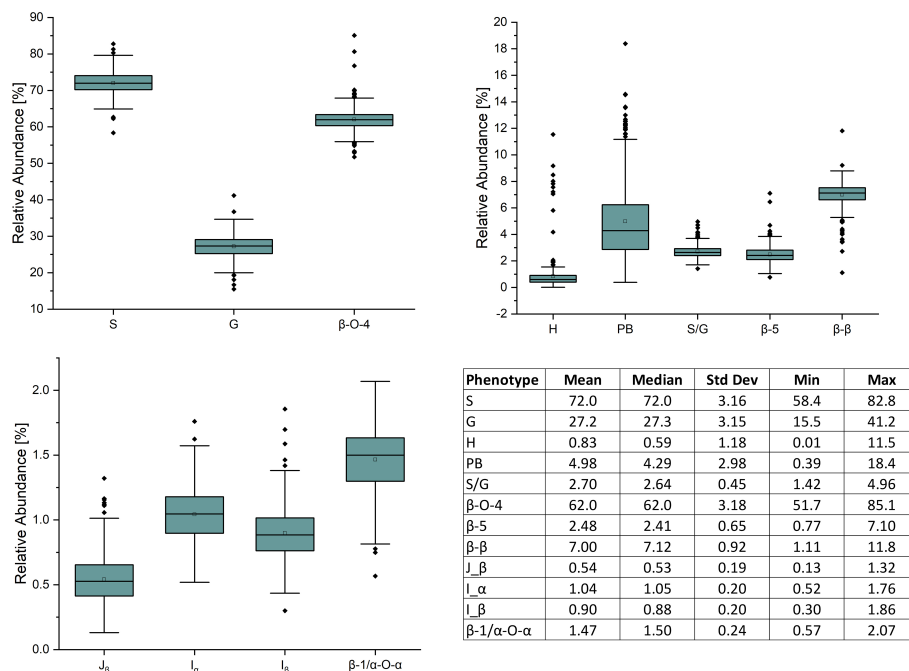 90
80
70
60
50
40
30
20
10
Relative Abundance [%]
S G β-O-4
20
18
16
14
12
10
8
6
4
2
0
-2
Relative Abundance [%]
H PB S/G β-5 β-β
2.0
1.5
1.0
0.5
0.0
Relative Abundance [%]
Jβ Iα Iβ β-1/α-O-α
Phenotype Mean Median Std Dev Min Max
S 72.0 72.0 3.16 58.4 82.8
G 27.2 27.3 3.15 15.5 41.2
H 0.83 0.59 1.18 0.01 11.5
PB 4.98 4.29 2.98 0.39 18.4
S/G 2.70 2.64 0.45 1.42 4.96
β-O-4 62.0 62.0 3.18 51.7 85.1
β-5 2.48 2.41 0.65 0.77 7.10
β-β 7.00 7.12 0.92 1.11 11.8
J_β 0.54 0.53 0.19 0.13 1.32
I_α 1.04 1.05 0.20 0.52 1.76
I_β 0.90 0.88 0.20 0.30 1.86
β-1/α-O-α 1.47 1.50 0.24 0.57 2.07